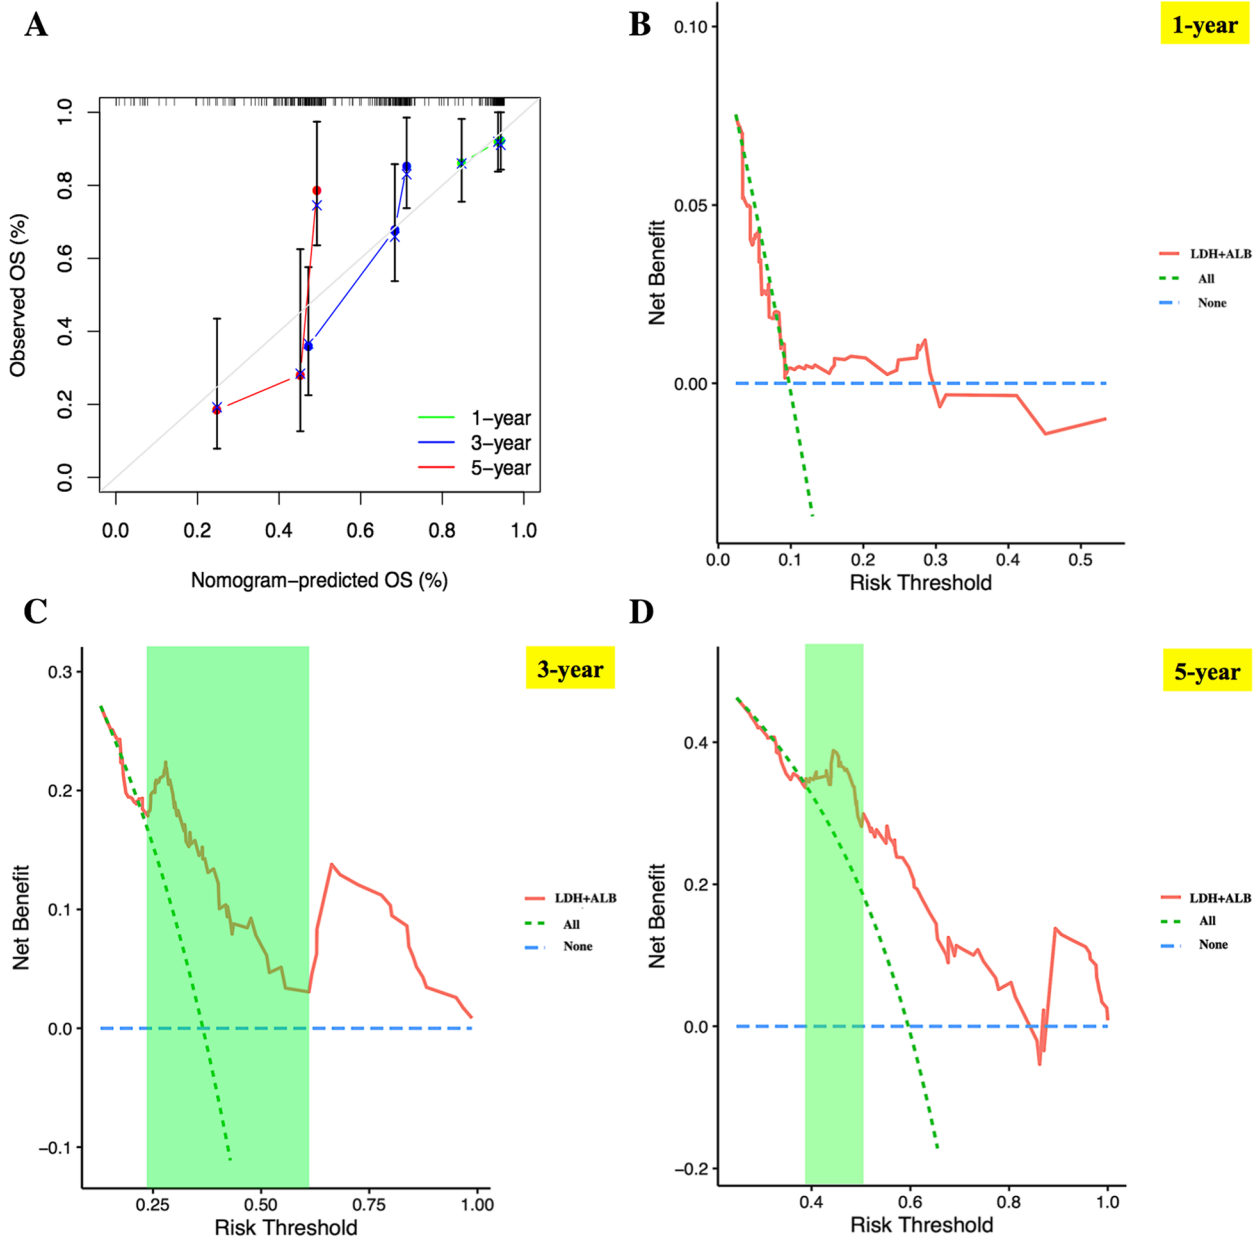 A
1.0
0.8
0.6
0.4
0.2
0.0
Observed OS (%)
1−year
3−year
5−year
0.0 0.2 0.4 0.6 0.8 1.0
Nomogram−predicted OS (%)
B
1-year
0.10
0.05
0.00
Net Benefit
LDH+ALB
All
None
0.0 0.1 0.2 0.3 0.4 0.5
Risk Threshold
C
3-year
0.3
0.2
0.1
0.0
−0.1
Net Benefit
LDH+ALB
All
None
0.25 0.50 0.75 1.00
Risk Threshold
D
5-year
0.4
0.2
0.0
−0.2
Net Benefit
LDH+ALB
All
None
0.4 0.6 0.8 1.0
Risk Threshold